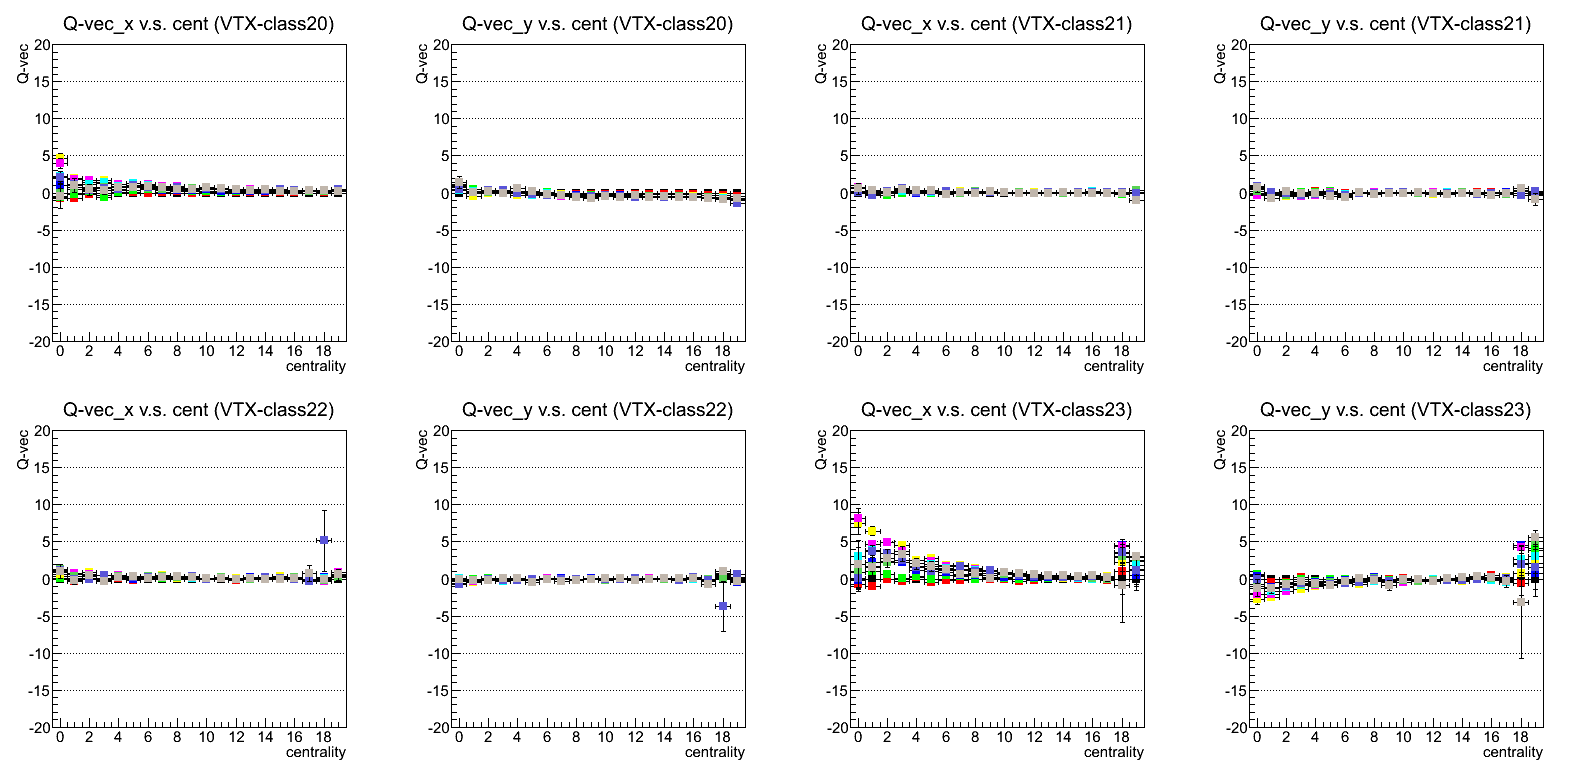 Q-vec_x v.s. cent (VTX-class20)
Q-vec
20
15
10
5
0
-5
-10
-15
-20
0 2 4 6 8 10 12 14 16 18
centrality
Q-vec_y v.s. cent (VTX-class20)
Q-vec
20
15
10
5
0
-5
-10
-15
-20
0 2 4 6 8 10 12 14 16 18
centrality
Q-vec_x v.s. cent (VTX-class21)
Q-vec
20
15
10
5
0
-5
-10
-15
-20
0 2 4 6 8 10 12 14 16 18
centrality
Q-vec_y v.s. cent (VTX-class21)
Q-vec
20
15
10
5
0
-5
-10
-15
-20
0 2 4 6 8 10 12 14 16 18
centrality
Q-vec_x v.s. cent (VTX-class22)
Q-vec
20
15
10
5
0
-5
-10
-15
-20
0 2 4 6 8 10 12 14 16 18
centrality
Q-vec_y v.s. cent (VTX-class22)
Q-vec
20
15
10
5
0
-5
-10
-15
-20
0 2 4 6 8 10 12 14 16 18
centrality
Q-vec_x v.s. cent (VTX-class23)
Q-vec
20
15
10
5
0
-5
-10
-15
-20
0 2 4 6 8 10 12 14 16 18
centrality
Q-vec_y v.s. cent (VTX-class23)
Q-vec
20
15
10
5
0
-5
-10
-15
-20
0 2 4 6 8 10 12 14 16 18
centrality